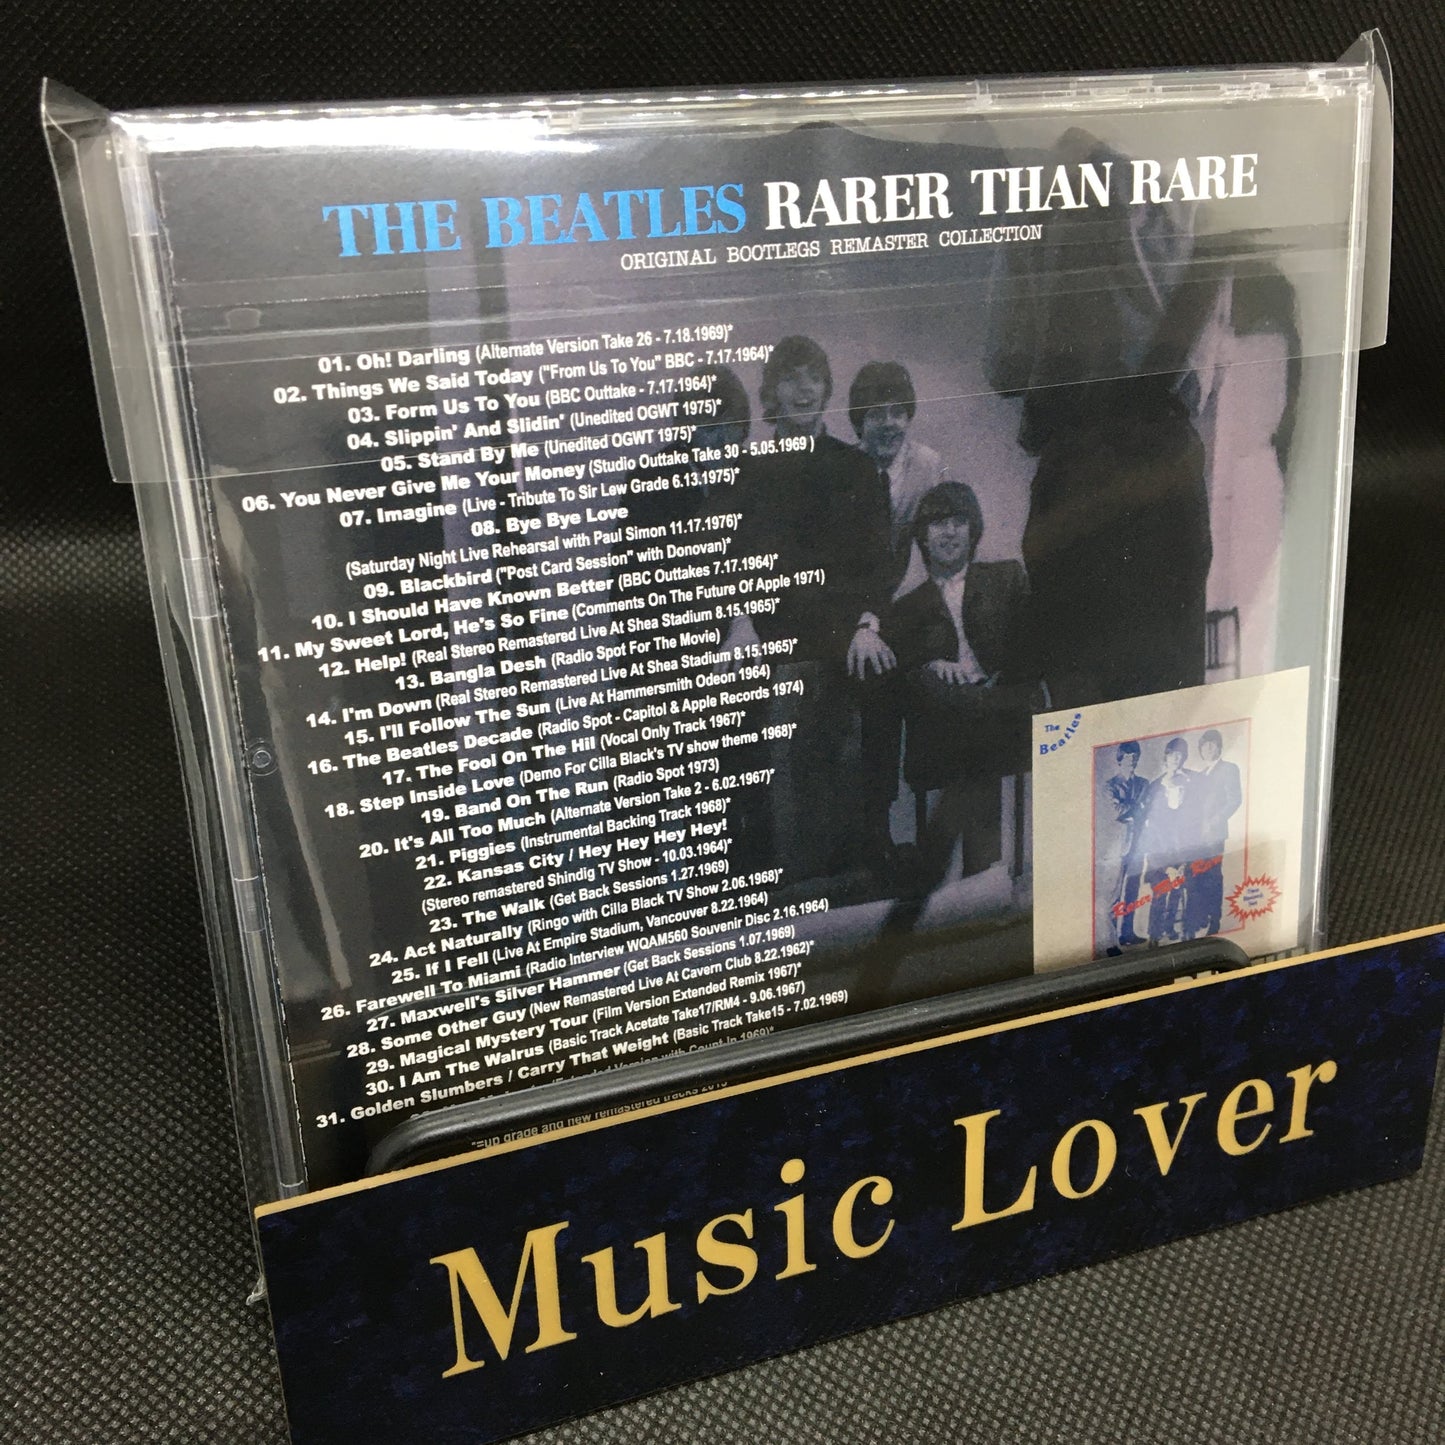 THE BEATLES RARER THAN RARE
ORIGINAL BOOTLEGS REMASTER COLLECTION
01. Oh! Darling (Alternate Version Take 26 - 7.18.1969)*
02. Things We Said Today ("From Us To You" BBC - 7.17.1964)*
03. Form Us To You (BBC Outtake - 7.17.1964)*
04. Slippin' And Slidin' (Unedited OGWT 1975)*
05. Stand By Me (Unedited OGWT 1975)*
06. You Never Give Me Your Money (Studio Outtake Take 30 - 5.05.1969 )
07. Imagine (Live - Tribute To Sir Lew Grade 6.13.1975)*
08. Bye Bye Love
(Saturday Night Live Rehearsal with Paul Simon 11.17.1976)*
09. Blackbird ("Post Card Session" with Donovan)*
10. I Should Have Known Better (BBC Outtakes 7.17.1964)*
11. My Sweet Lord, He's So Fine (Comments On The Future Of Apple 1971)
12. Help! (Real Stereo Remastered Live At Shea Stadium 8.15.1965)*
13. Bangla Desh (Radio Spot For The Movie)
14. I'm Down (Real Stereo Remastered Live At Shea Stadium 8.15.1965)*
15. I'll Follow The Sun (Live At Hammersmith Odeon 1964)
16. The Beatles Decade (Radio Spot - Capitol & Apple Records 1974)
17. The Fool On The Hil (Vocal Only Track 1967)*
18. Step Inside Love (Demo For Cilla Black's TV show theme 1968)*
19. Band On The Run (Radio Spot 1973)
20. It's All Too Much (Alternate Version Take 2 - 6.02.1967)*
21. Piggies (Instrumental Backing Track 1968)*
22. Kansas City / Hey Hey Hey Hey!
(Stereo remastered Shindig TV Show - 10.03.1964)*
23. The Walk (Get Back Sessions 1.27.1969)
24. Act Naturally (Ringo with Cilla Black TV Show 2.06.1968)*
25. If I Fell (Live At Empire Stadium, Vancouver 8.22.1964)
26. Farewell To Miami (Radio Interview WQAM560 Souvenir Disc 2.16.1964)
27. Maxwell's Silver Hammer (Get Back Sessions 1.07.1969)
28. Some Other Guy (New Remastered Live At Cavern Club 8.22.1962)*
29. Magical Mystery Tour (Film Version Extended Remix 1967)*
30. I Am The Walrus (Basic Track Acetate Take17/RM4 - 9.06.1967)
31. Golden Slumbers / Carry That Weight (Basic Track Take15 - 7.02.1969)
Version with Count In 1969)*
*=up grade and new remastered tracks
The
Beatles
Rarer Than Rare
Music Lover